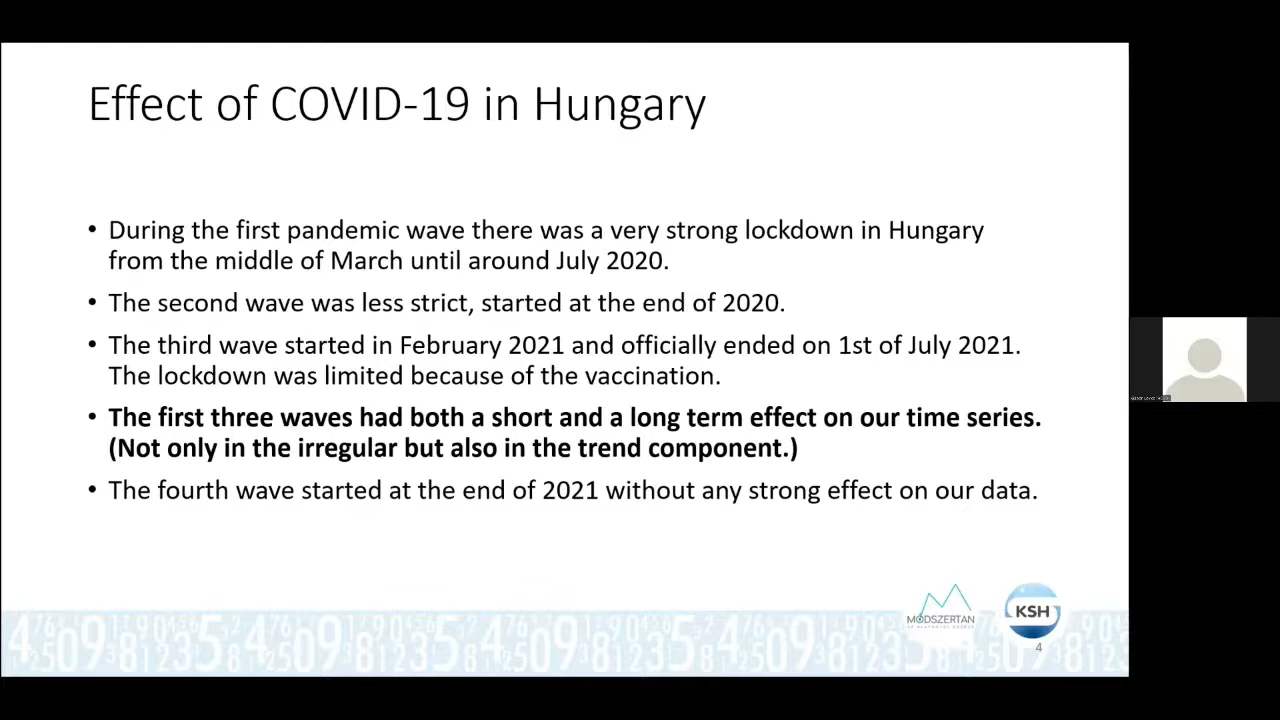 Effect of COVID-19 in Hungary
• During the first pandemic wave there was a very strong lockdown in Hungary
from the middle of March until around July 2020.
• The second wave was less strict, started at the end of 2020.
• The third wave started in February 2021 and officially ended on 1st of July 2021.
The lockdown was limited because of the vaccination.
• The first three waves had both a short and a long term effect on our time series.
(Not only in the irregular but also in the trend component.)
• The fourth wave started at the end of 2021 without any strong effect on our data.
MÓDSZERTAN
KSH
4